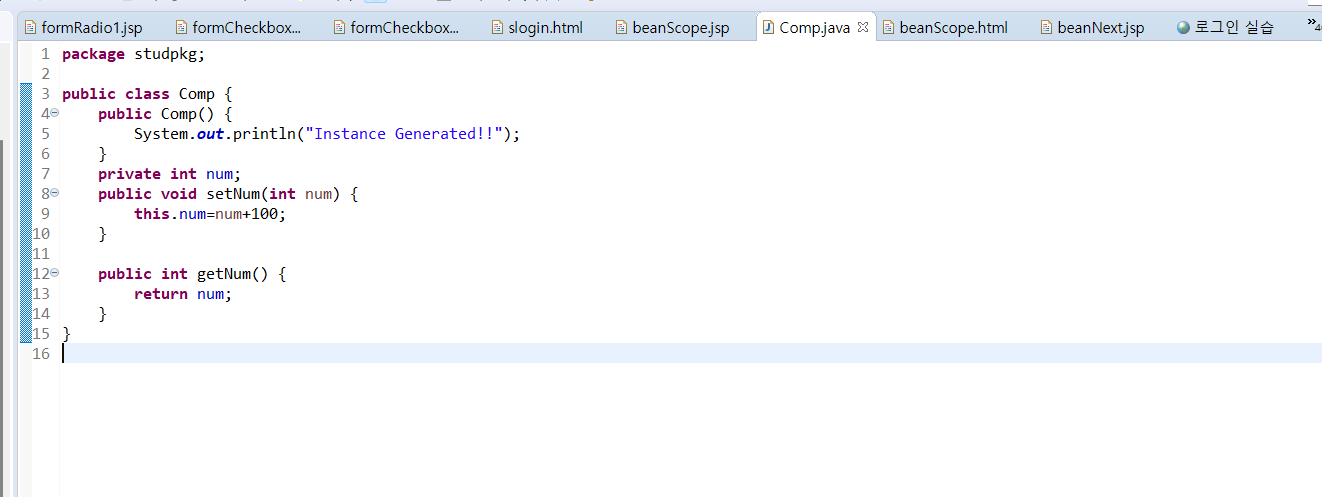 formRadio1.jsp formCheckbox... formCheckbox... slogin.html beanScope.jsp Comp.java beanScope.html beanNext.jsp 로그인 실습
1 package studpkg;
2
3 public class Comp {
4 public Comp() {
5 System.out.println("Instance Generated!!");
6 }
7 private int num;
8 public void setNum(int num) {
9 this.num=num+100;
10 }
11
12 public int getNum() {
13 return num;
14 }
15 }
16